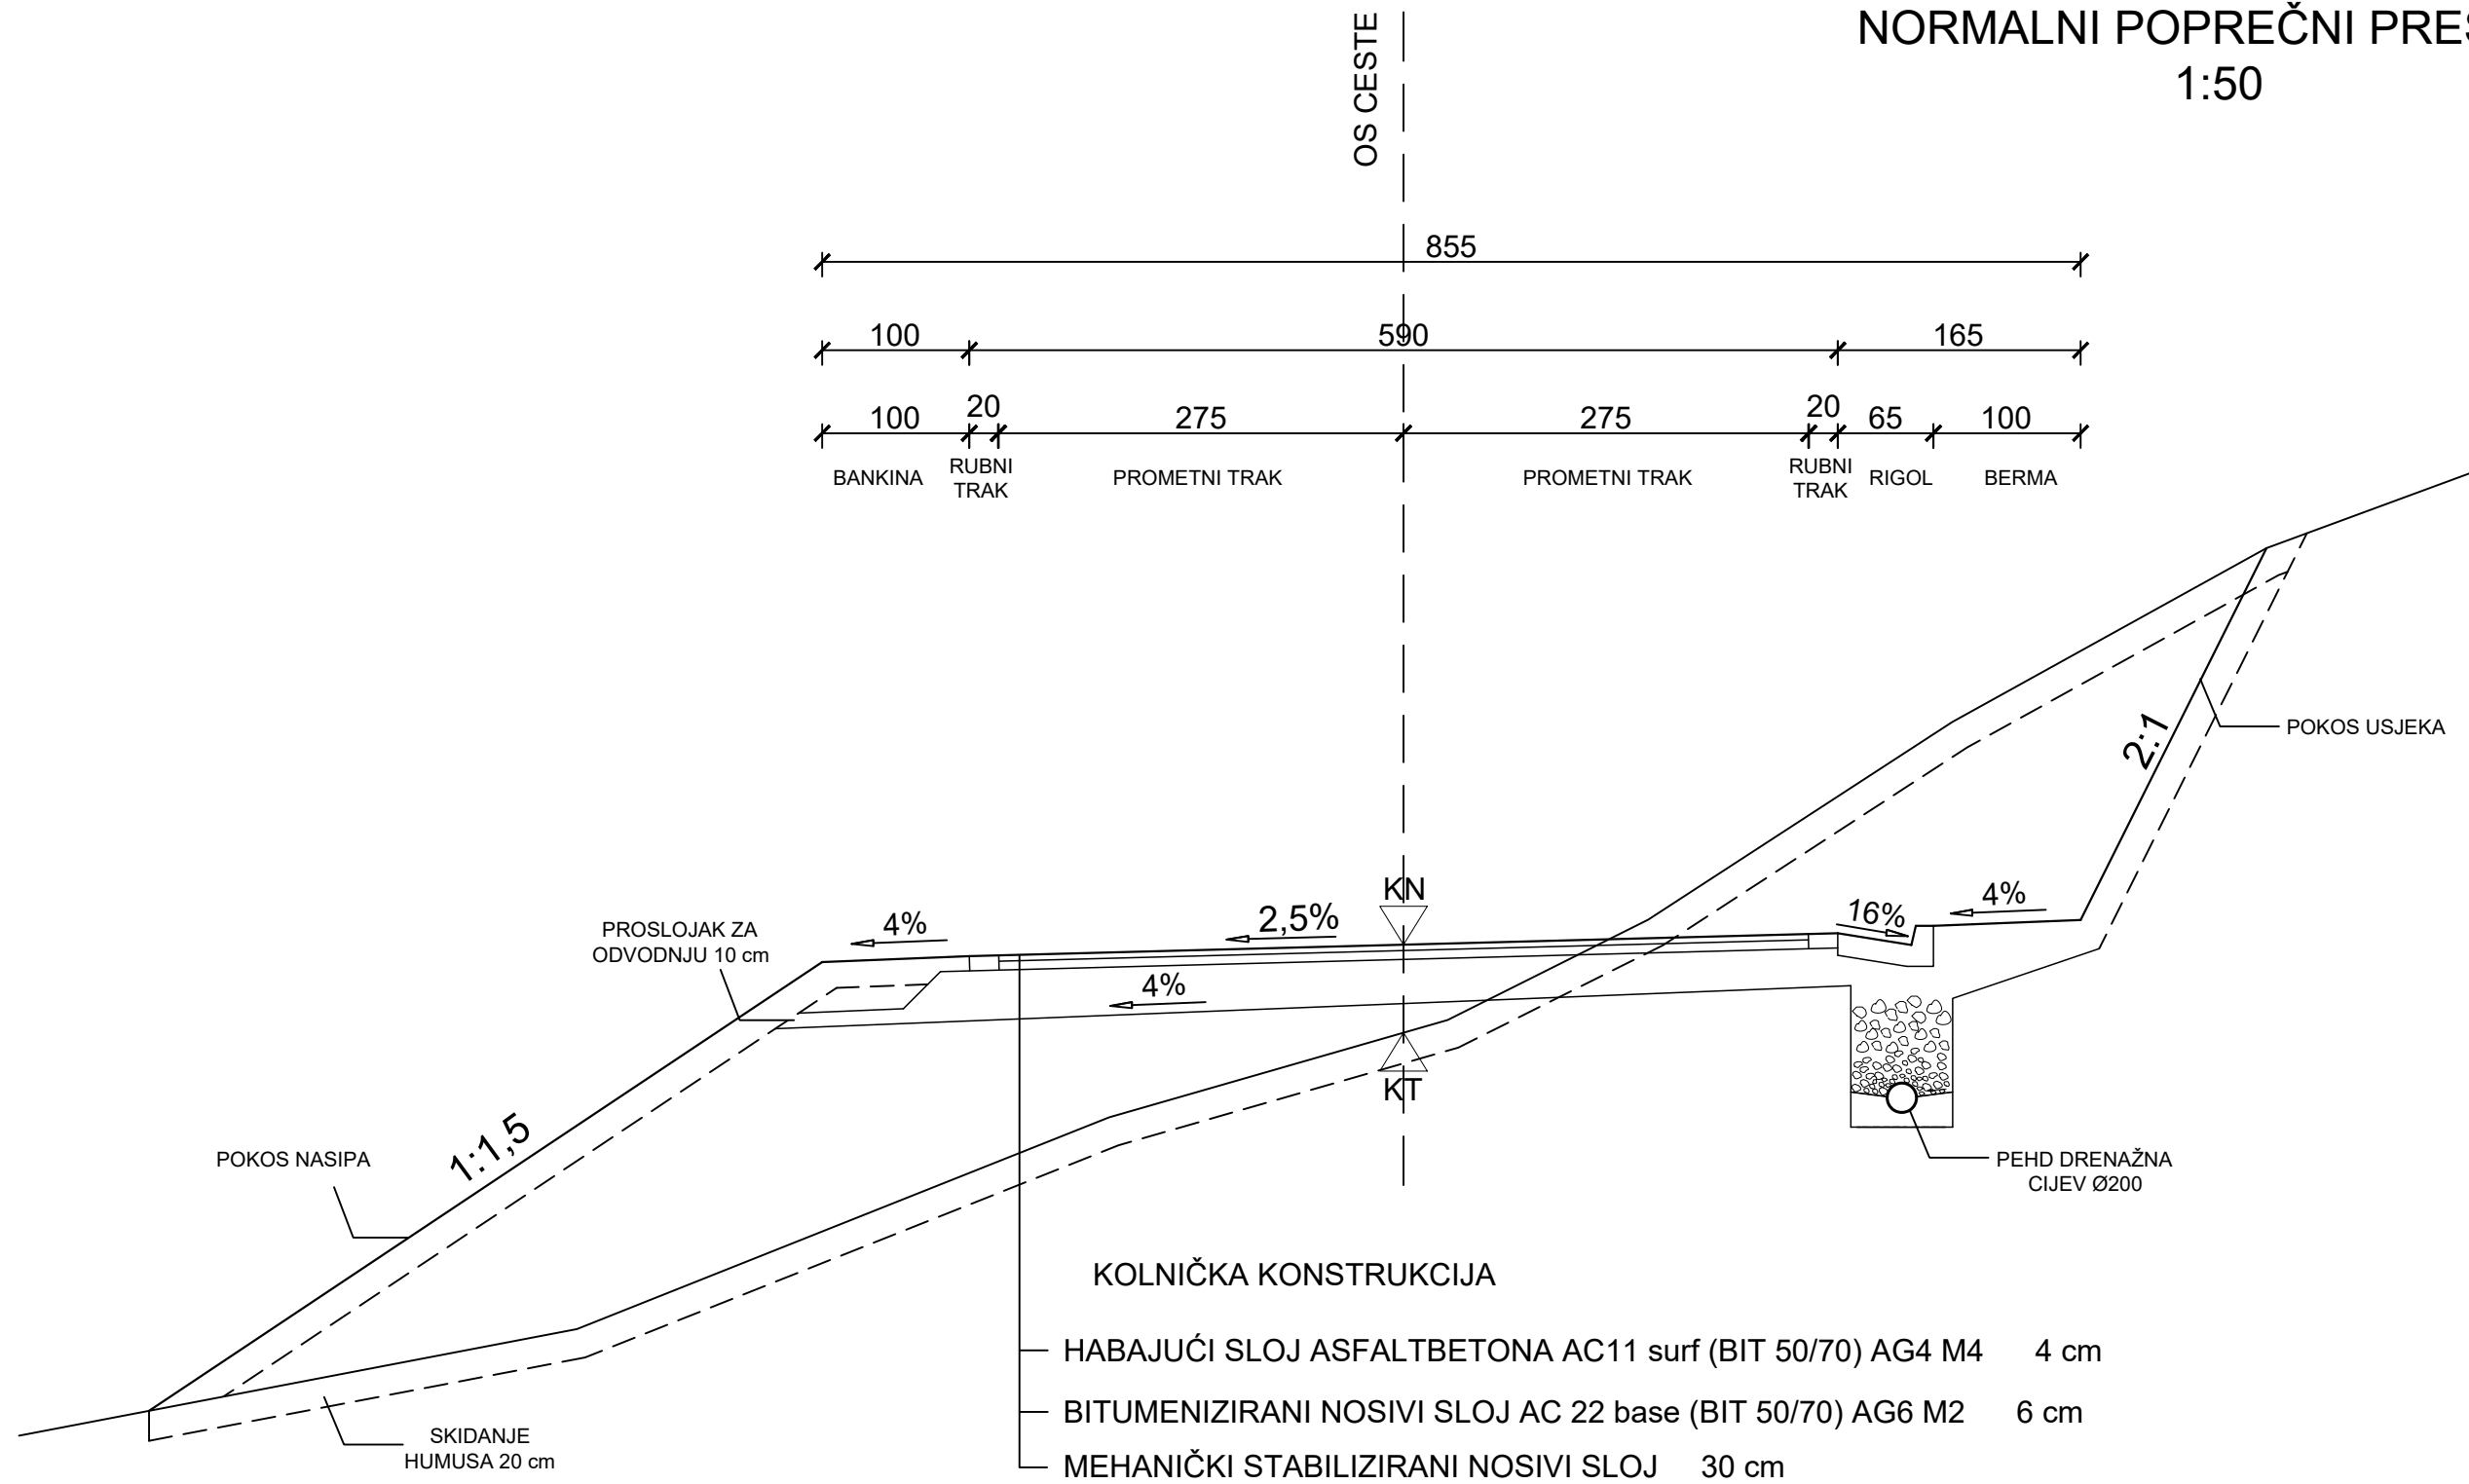 NORMALNI POPREČNI PRES
1:50
OS CESTE
855
100 590 165
100 20 275 275 20 65 100
BANKINA
RUBNI
TRAK
PROMETNI TRAK
PROMETNI TRAK
RUBNI
TRAK
RIGOL
BERMA
POKOS USJEKA
2:1
KN
4%
2,5%
16%
4%
PROSLOJAK ZA
ODVODNJU 10 cm
4%
KT
1:1,5
POKOS NASIPA
PEHD DRENAŽNA
CIJEV Ø200
KOLNIČKA KONSTRUKCIJA
HABAJUĆI SLOJ ASFALTBETONA AC11 surf (BIT 50/70) AG4 M4 4 cm
BITUMENIZIRANI NOSIVI SLOJ AC 22 base (BIT 50/70) AG6 M2 6 cm
MEHANIČKI STABILIZIRANI NOSIVI SLOJ 30 cm
SKIDANJE
HUMUSA 20 cm